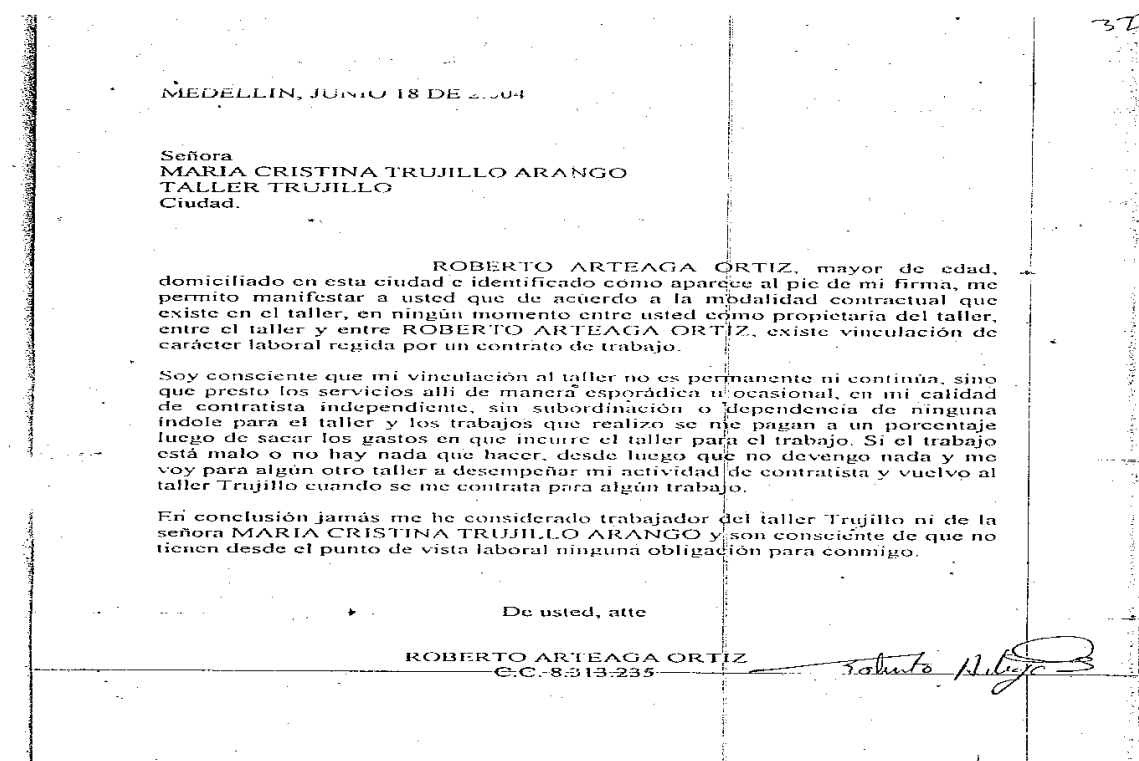 37
MEDELLIN, JUNIO 18 DE 2.004
Señora
MARIA CRISTINA TRUJILLO ARANGO
TALLER TRUJILLO
Ciudad.
ROBERTO ARTEAGA ORTIZ, mayor de edad,
domiciliado en esta ciudad e identificado como aparece al pie de mi firma, me
permito manifestar a usted que de acuerdo a la modalidad contractual que
existe en el taller, en ningún momento entre usted como propietaria del taller,
entre el taller y entre ROBERTO ARTEAGA ORTIZ, existe vinculación de
carácter laboral regida por un contrato de trabajo.
Soy consciente que mi vinculación al taller no es permanente ni continúa, sino
que presto los servicios alli de manera esporádica u ocasional, en mi calidad
de contratista independiente, sin subordinación o dependencia de ninguna
índole para el taller y los trabajos que realizo se me pagan a un porcentaje
luego de sacar los gastos en que incurre el taller para el trabajo. Si el trabajo
está malo o no hay nada que hacer, desde luego que no devengo nada y me
voy para algún otro taller a desempeñar mi actividad de contratista y vuelvo al
taller Trujillo cuando se me contrata para algún trabajo.
En conclusión jamás me he considerado trabajador del taller Trujillo ni de la
señora MARIA CRISTINA TRUJILLO ARANGO y son consciente de que no
tienen desde el punto de vista laboral ninguna obligación para conmigo.
De usted, atte
ROBERTO ARTEAGA ORTIZ
C.C. 8.313.235
Roberto Arteaga